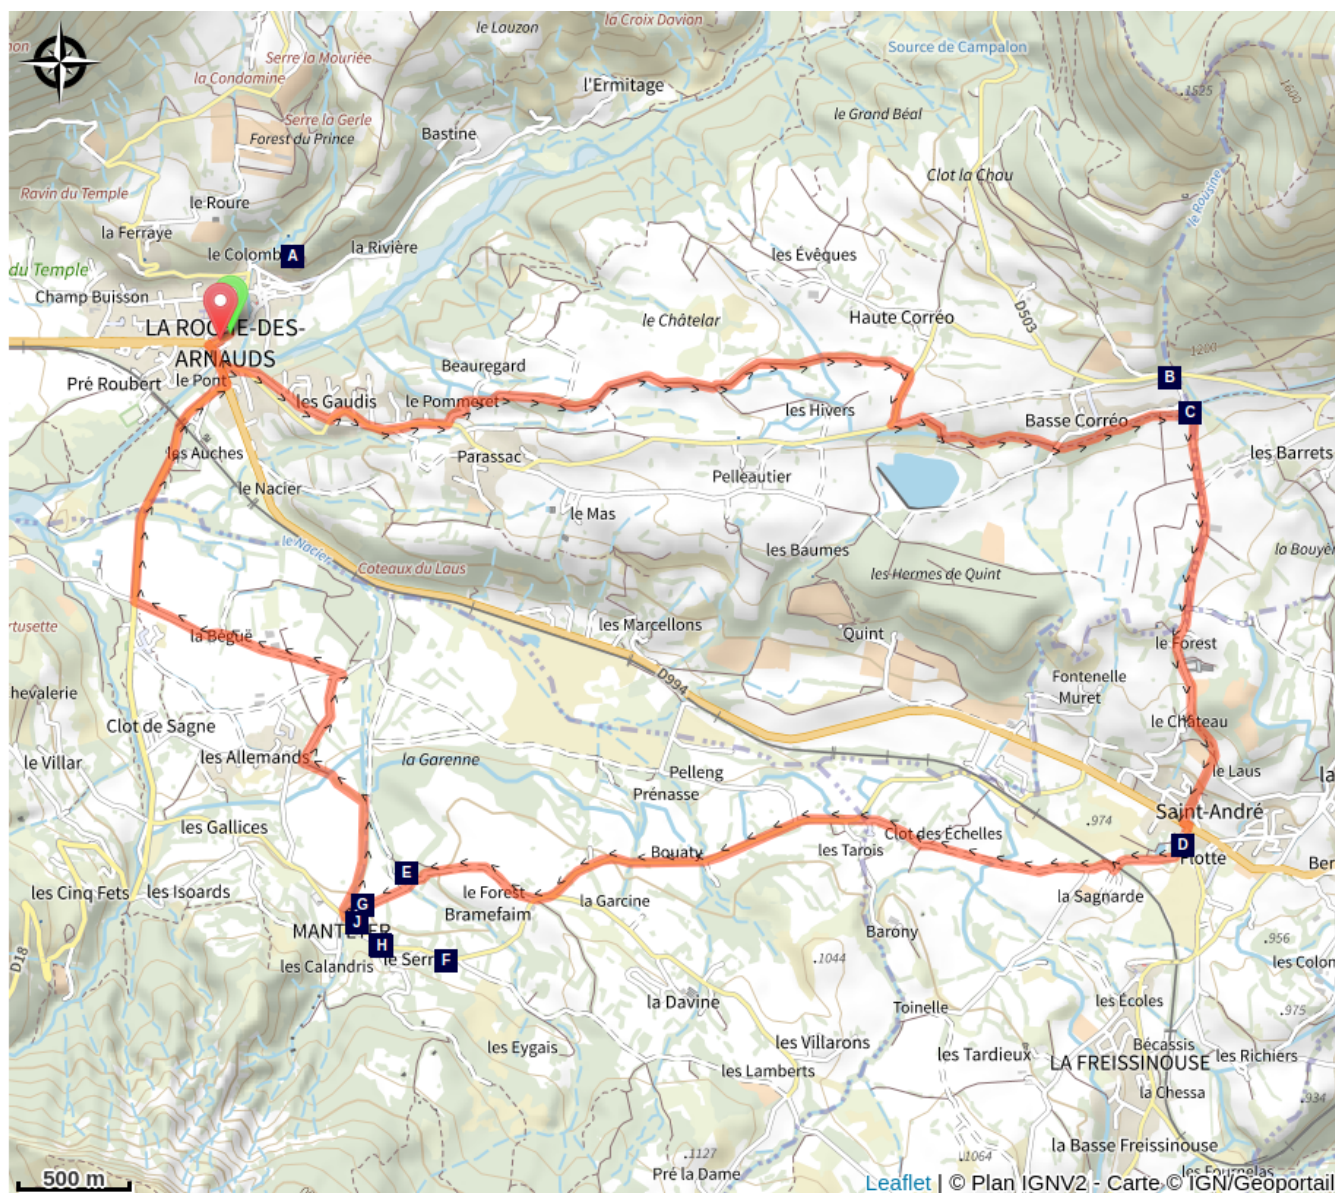 la Croix Davion
le Lauzon
Serre la Mouriée
Source de Campalon
la Condamine
l'Ermitage
1525
1600
Serre la Gerle
le Grand Béal
Forest du Prince
Bastine
Clot la Chau
Ravin du Temple
le Roure
le Rousine
la Ferraye
la Rivière
le Colomb
A
les Évêques
du Temple
Champ Buisson
Haute Corréo
D503
le Châtelar
LA ROCHE-DES-
ARNAUDS
1200
Beauregard
B
Pré Roubert
le Pont
les Gaudis
le Pommeret
les Hivers
C
Basse Corréo
les Auches
Parassac
les Barrets
Pelleautier
le Nacier
le Mas
le Nacier
les Baumes
Coteaux du Laus
les Hermes de Quint
les Marcellons
Quint
la Béguë
le Forest
Fontenelle
Muret
D994
Clot de Sagne
le Château
les Allemands
la Garenne
le Villar
Pelleng
Prénasse
le Laus
Saint-André
974
les Gallices
Clot des Échelles
les Tarois
Bouaty
D
Flotte
E
les Cinq Fets
les Isoards
le Forest
Bramefaim
la Garcine
la Sagnarde
G
J
MANTEYER
Barony
H
le Serr
F
D18
les Calandris
1044
956
les Colon
la Davine
Toinelle
les Écoles
975
les Eygais
les Villarons
les Tardieux
Bécassis
LA FREISSINOUSE
les Richiers
les Lamberts
la Chessa
934
la Basse Freissinouse
1127
1064
Pré la Dame
les Fournelas
500 m
Leaflet | © Plan IGNV2 - Carte © IGN/Geoportail